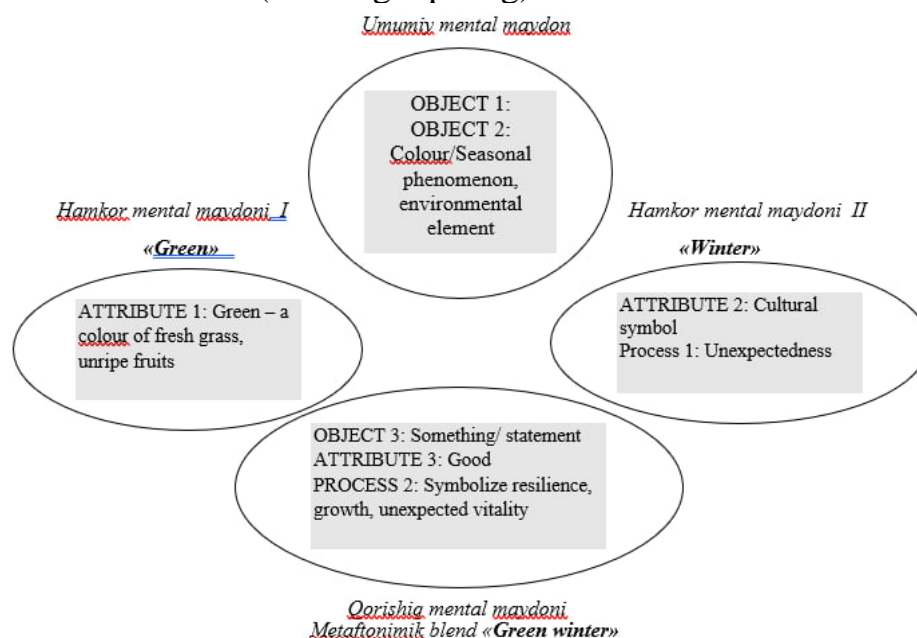 Umumiy mental maydon
OBJECT 1:
OBJECT 2:
Colour/Seasonal
phenomenon,
environmental
element
Hamkor mental maydoni I
«Green»
Hamkor mental maydoni II
«Winter»
ATTRIBUTE 1: Green – a
colour of fresh grass,
unripe fruits
ATTRIBUTE 2: Cultural
symbol
Process 1: Unexpectedness
OBJECT 3: Something/ statement
ATTRIBUTE 3: Good
PROCESS 2: Symbolize resilience,
growth, unexpected vitality
Qorishiq mental maydoni
Metaftonimik blend «Green winter»